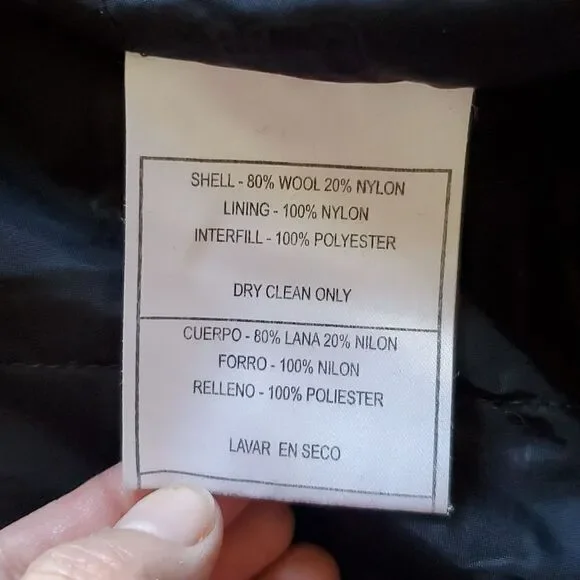 SHELL - 80% WOOL 20% NYLON
LINING - 100% NYLON
INTERFILL - 100% POLYESTER
DRY CLEAN ONLY
CUERPO - 80% LANA 20% NILON
FORRO - 100% NILON
RELLENO - 100% POLIESTER
LAVAR EN SECO